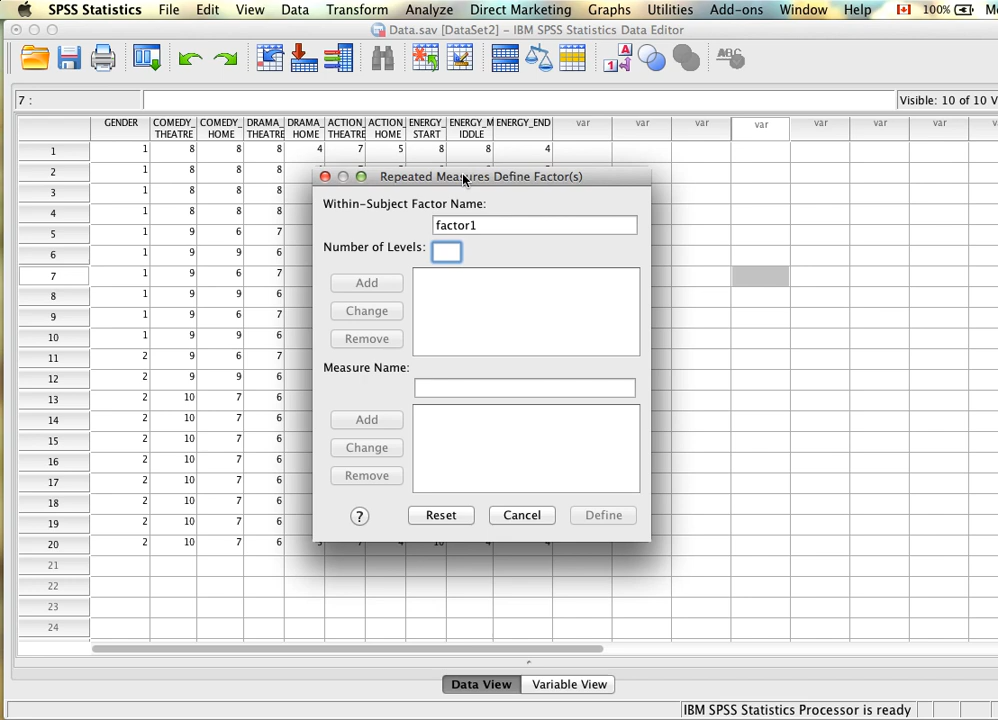 SPSS Statistics File Edit View Data Transform Analyze Direct Marketing Graphs Utilities Add-ons Window Help 100%
Data.sav [DataSet2] – IBM SPSS Statistics Data Editor
7 : Visible: 10 of 10 V
GENDER COMEDY_THEATRE COMEDY_HOME DRAMA_THEATRE DRAMA_HOME ACTION_THEATRE ACTION_HOME ENERGY_START ENERGY_MIDDLE ENERGY_END var var var var var var var
1 1 8 8 8 4 7 5 8 8 4
2 1 8 8 8
3 1 8 8 8
4 1 8 8 8
5 1 9 6 7
6 1 9 9 6
7 1 9 6 7
8 1 9 9 6
9 1 9 6 7
10 1 9 9 6
11 2 9 6 7
12 2 9 9 6
13 2 10 7 6
14 2 10 7 6
15 2 10 7 6
16 2 10 7 6
17 2 10 7 6
18 2 10 7 6
19 2 10 7 6
20 2 10 7 6
21
22
23
24
Repeated Measures Define Factor(s)
Within-Subject Factor Name:
factor1
Number of Levels:
Add
Change
Remove
Measure Name:
Add
Change
Remove
? Reset Cancel Define
Data View Variable View
IBM SPSS Statistics Processor is ready